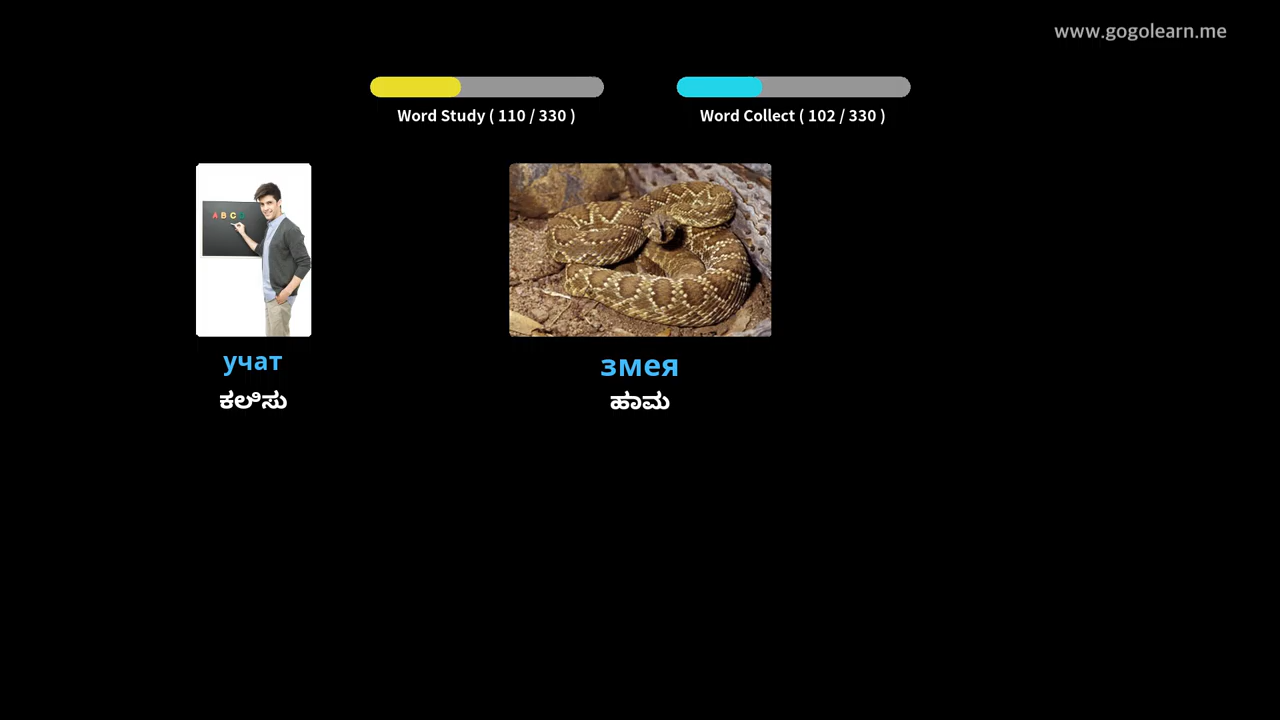 www.gogolearn.me
Word Study ( 110 / 330 )
Word Collect ( 102 / 330 )
A B C D
учат
ಕಲಿಸು
змея
ಹಾಮ